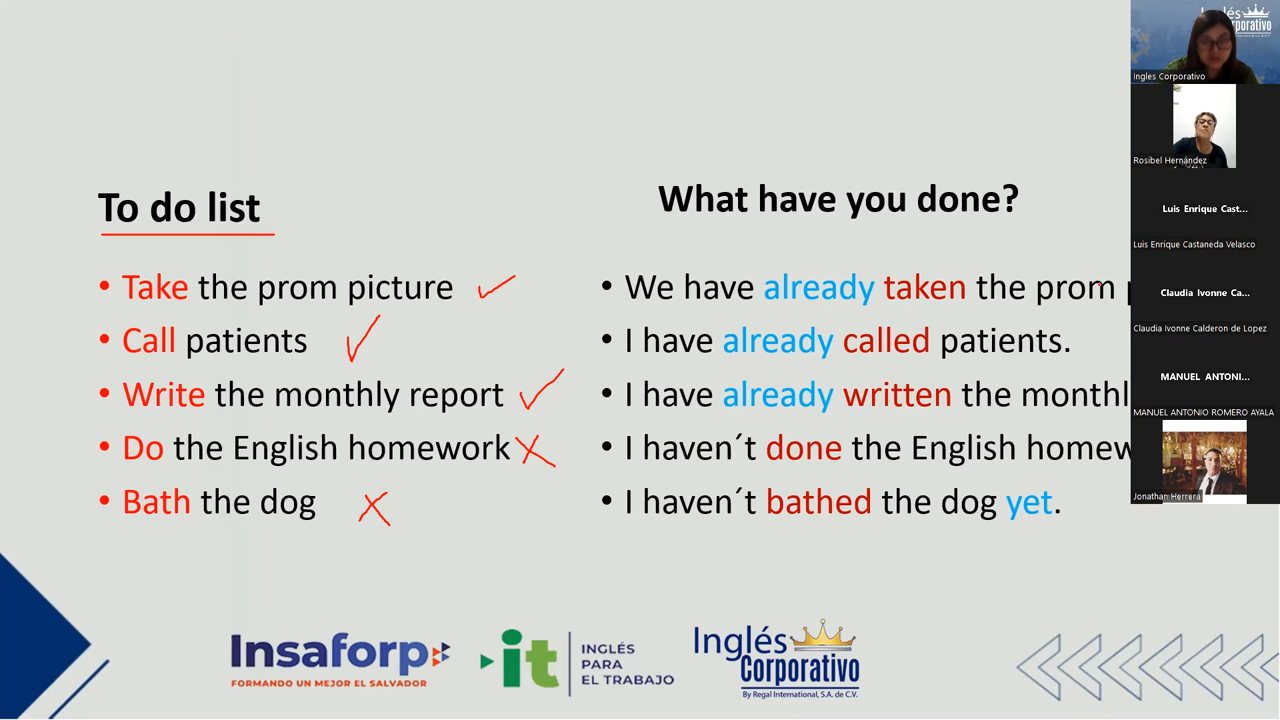 To do list
• Take the prom picture
• Call patients
• Write the monthly report
• Do the English homework
• Bath the dog
What have you done?
• We have already taken the prom
• I have already called patients.
• I have already written the monthl
• I haven´t done the English homew
• I haven´t bathed the dog yet.
Insaforp
FORMANDO UN MEJOR EL SALVADOR
it
INGLÉS
PARA
EL TRABAJO
Inglés
Corporativo
By Regal International, S.A. de C.V.
Inglés
Corporativo
Ingles Corporativo
Rosibel Hernández
Luis Enrique Cast...
Luis Enrique Castaneda Velasco
Claudia Ivonne Ca...
Claudia Ivonne Calderon de Lopez
MANUEL ANTONI...
MANUEL ANTONIO ROMERO AYALA
Jonathan Herrera